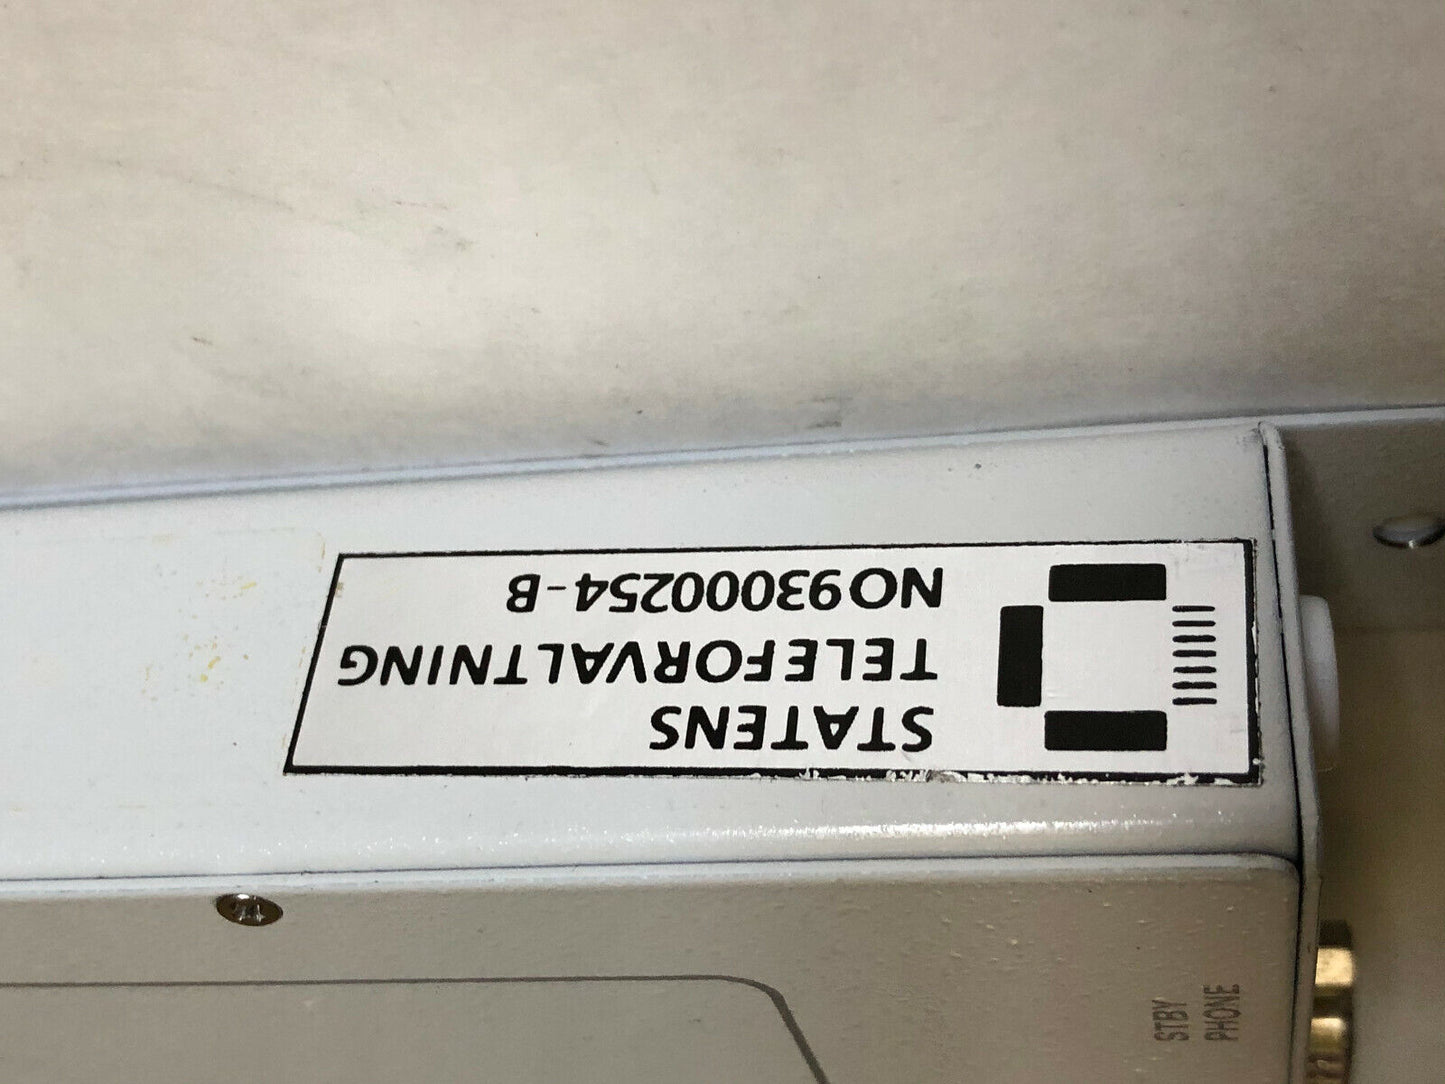 STATENS
TELEFORVALTNING
NO93000254-B
STBY
PHONE